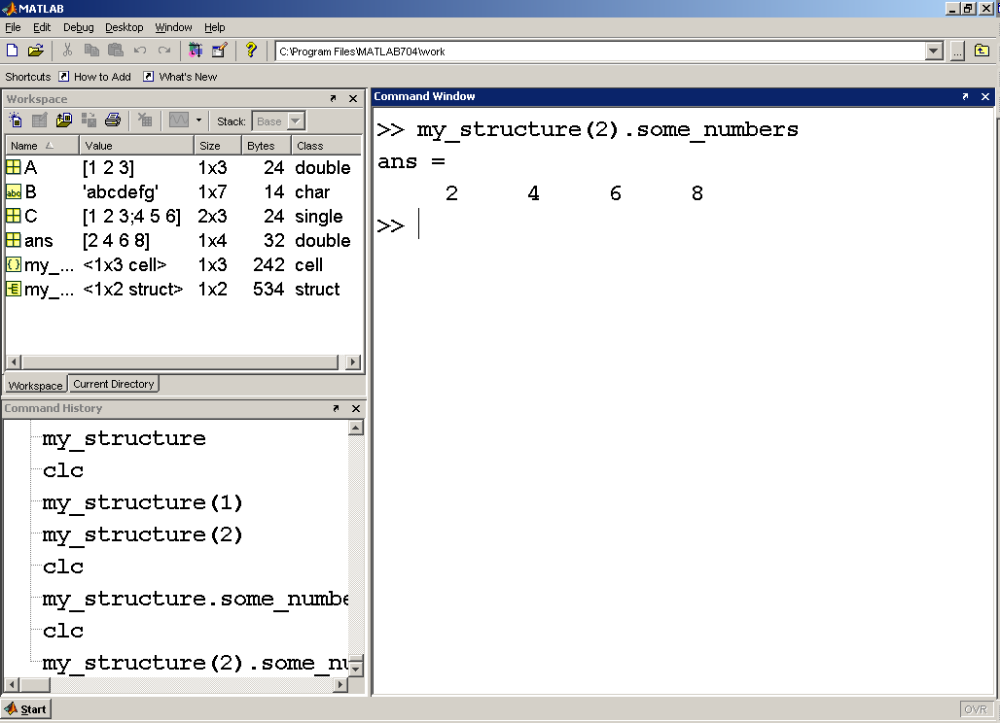 MATLAB
File Edit Debug Desktop Window Help
C:\Program Files\MATLAB704\work
...
Shortcuts How to Add What's New
Workspace
Stack: Base
Name Value Size Bytes Class
A [1 2 3] 1x3 24 double
abc B 'abcdefg' 1x7 14 char
C [1 2 3;4 5 6] 2x3 24 single
ans [2 4 6 8] 1x4 32 double
{} my_... <1x3 cell> 1x3 242 cell
my_... <1x2 struct> 1x2 534 struct
Workspace Current Directory
Command History
my_structure
clc
my_structure(1)
my_structure(2)
clc
my_structure.some_numbe
clc
my_structure(2).some_nu
Command Window
>> my_structure(2).some_numbers
ans =
2 4 6 8
>>
Start
OVR